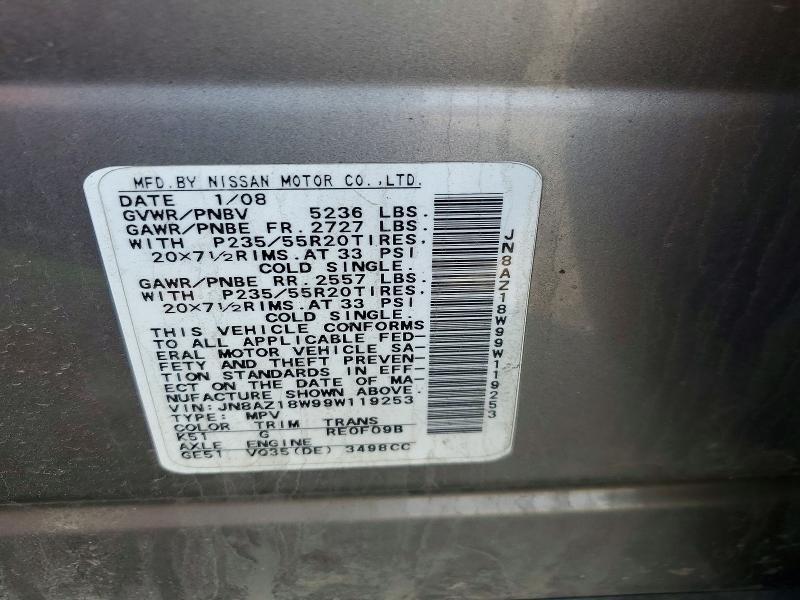 MFD.BY NISSAN MOTOR CO.,LTD.
DATE 1/08
GVWR/PNBV 5236 LBS.
GAWR/PNBE FR.2727 LBS.
WITH P235/55R20TIRES.
20×7½RIMS.AT 33 PSI
COLD SINGLE.
GAWR/PNBE RR.2557 LBS.
WITH P235/55R20TIRES.
20×7½RIMS.AT 33 PSI
COLD SINGLE.
THIS VEHICLE CONFORMS
TO ALL APPLICABLE FED-
ERAL MOTOR VEHICLE SA-
FETY AND THEFT PREVEN-
TION STANDARDS IN EFF-
ECT ON THE DATE OF MA-
NUFACTURE SHOWN ABOVE.
VIN:JN8AZ18W99W119253
TYPE: MPV
COLOR TRIM TRANS
K51 G RE0F09B
AXLE ENGINE
GE51 VQ35(DE) 3498CC
JN8AZ18W99W119253